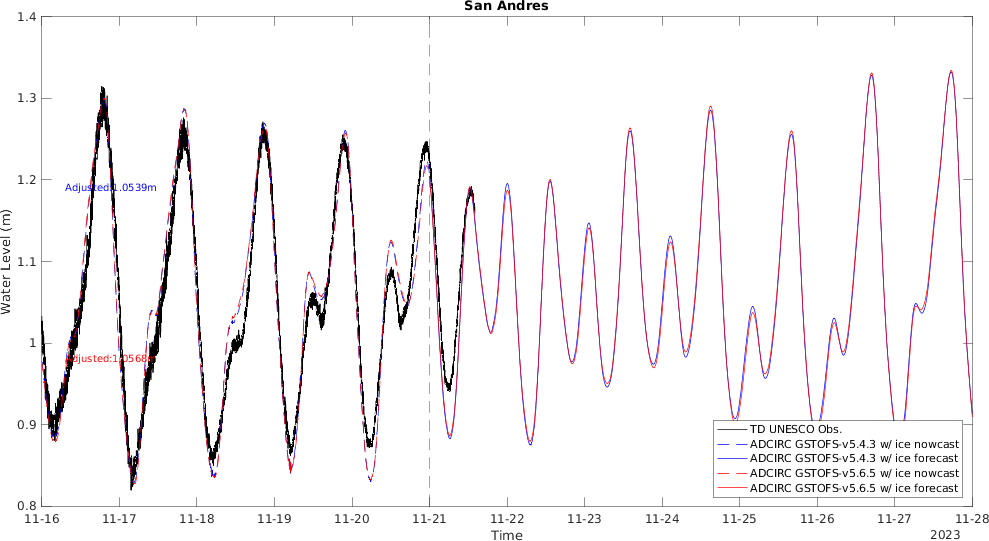 San Andres
Water Level (m)
1.4
1.3
1.2
1.1
1
0.9
0.8
Adjusted:1.0539m
Adjusted:1.0568m
TD UNESCO Obs.
ADCIRC GSTOFS-v5.4.3 w/ ice nowcast
ADCIRC GSTOFS-v5.4.3 w/ ice forecast
ADCIRC GSTOFS-v5.6.5 w/ ice nowcast
ADCIRC GSTOFS-v5.6.5 w/ ice forecast
11-16 11-17 11-18 11-19 11-20 11-21 11-22 11-23 11-24 11-25 11-26 11-27 11-28
Time
2023